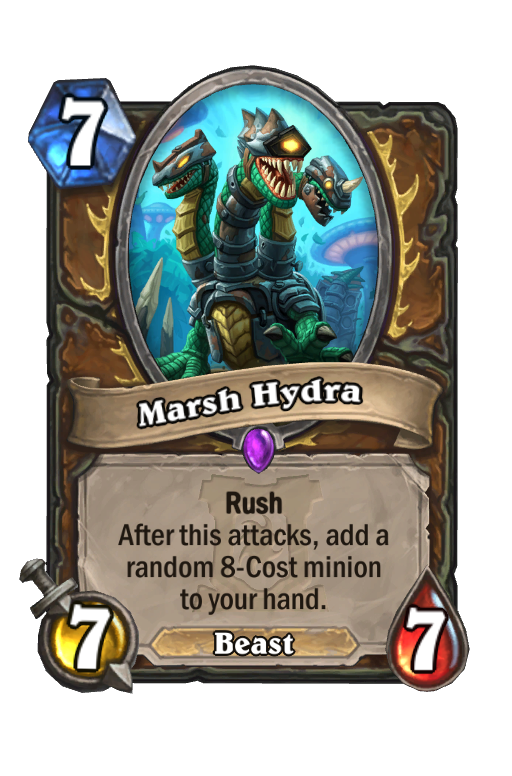 7
Marsh Hydra
Rush
After this attacks, add a
random 8-Cost minion
to your hand.
7
Beast
7